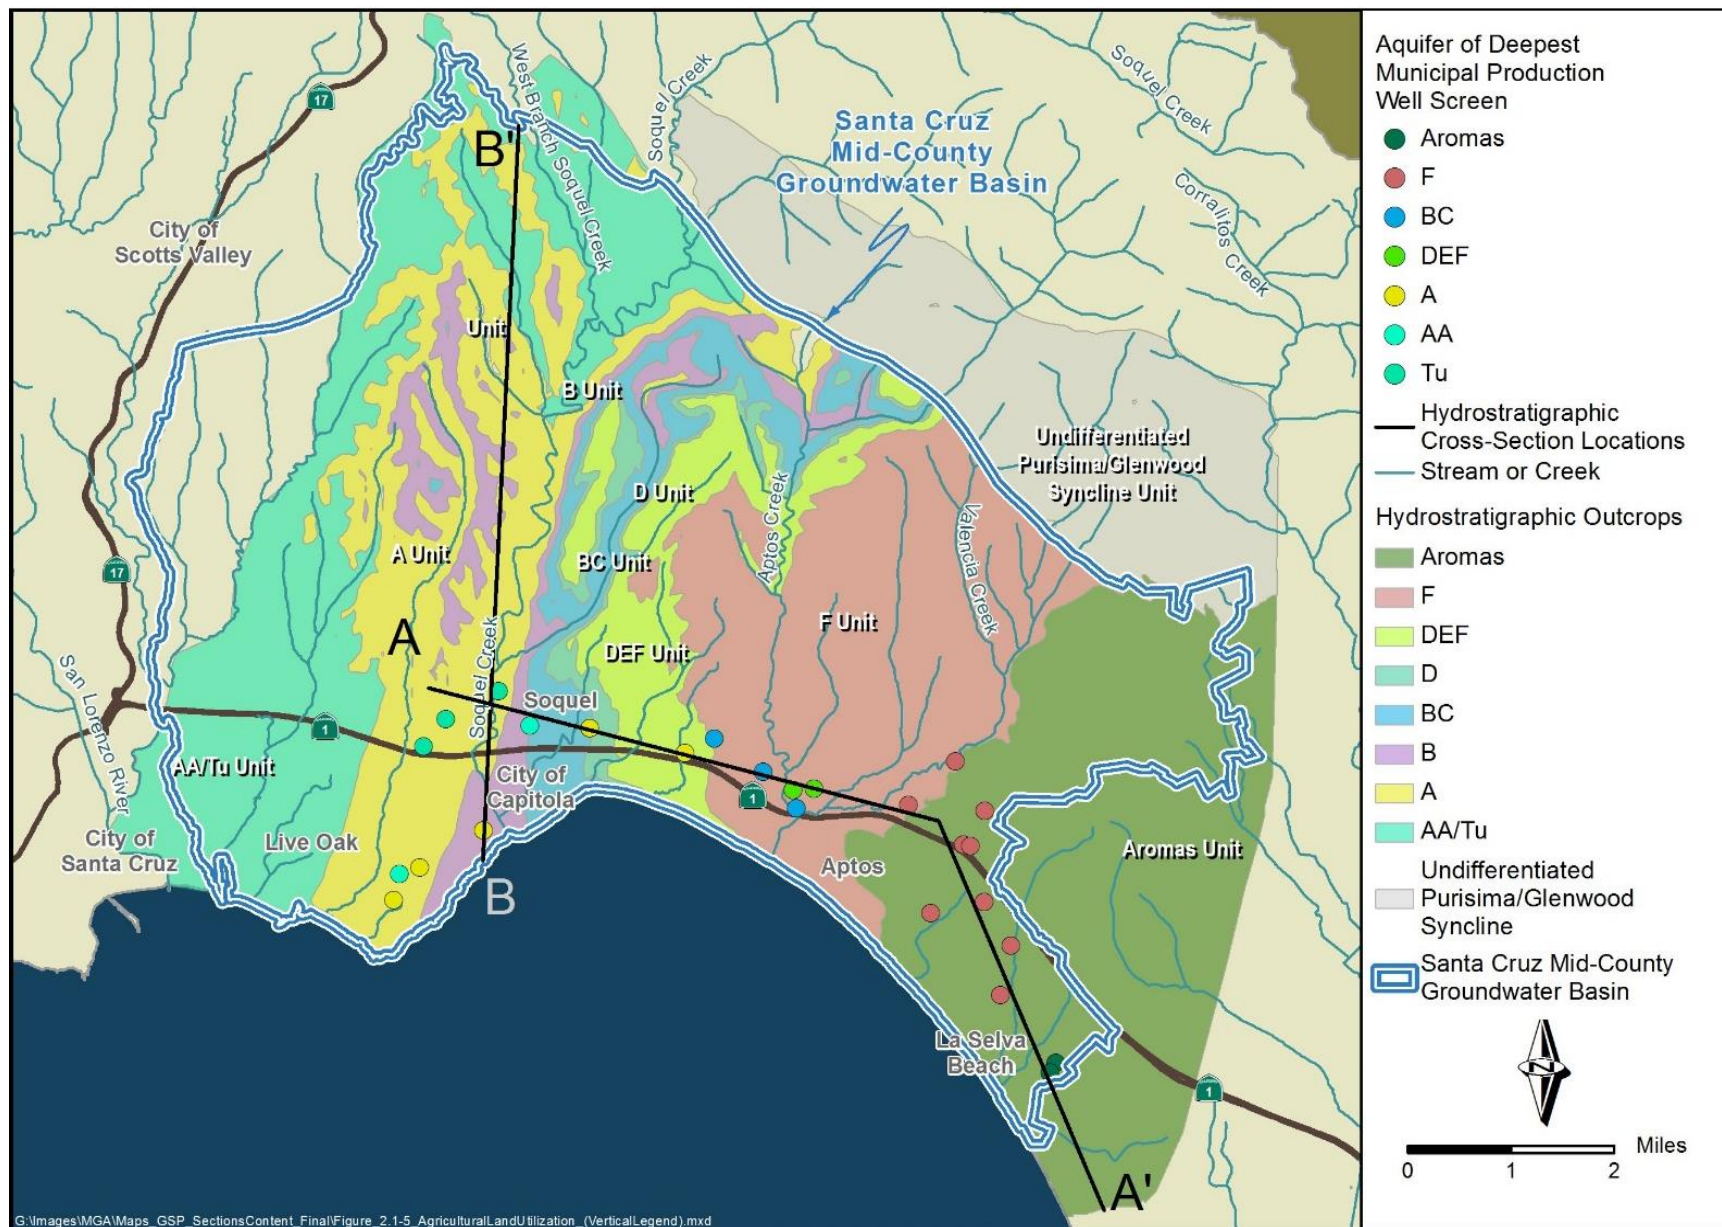 West Branch Soquel Creek
Soquel Creek
Soquel Creek
17
Santa Cruz
Mid-County
Groundwater Basin
B'
Corralitos
Creek
City of
Scotts Valley
Unit
B Unit
Undifferentiated
Purisima/Glenwood
Syncline Unit
D Unit
Aptos Creek
Valencia Creek
A Unit
BC Unit
17
A
F Unit
DEF Unit
San Lorenzo River
Soquel Creek
Soquel
1
AA/Tu Unit
City of
Capitola
1
City of
Santa Cruz
Live Oak
Aptos
Aromas Unit
B
La Selva
Beach
1
A'
G:\Images\MGA\Maps_GSP_SectionsContent_Final\Figure_2.1-5_AgriculturalLandUtilization_(VerticalLegend).mxd
Aquifer of Deepest
Municipal Production
Well Screen
Aromas
F
BC
DEF
A
AA
Tu
Hydrostratigraphic
Cross-Section Locations
Stream or Creek
Hydrostratigraphic Outcrops
Aromas
F
DEF
D
BC
B
A
AA/Tu
Undifferentiated
Purisima/Glenwood
Syncline
Santa Cruz Mid-County
Groundwater Basin
N
0 1 2 Miles